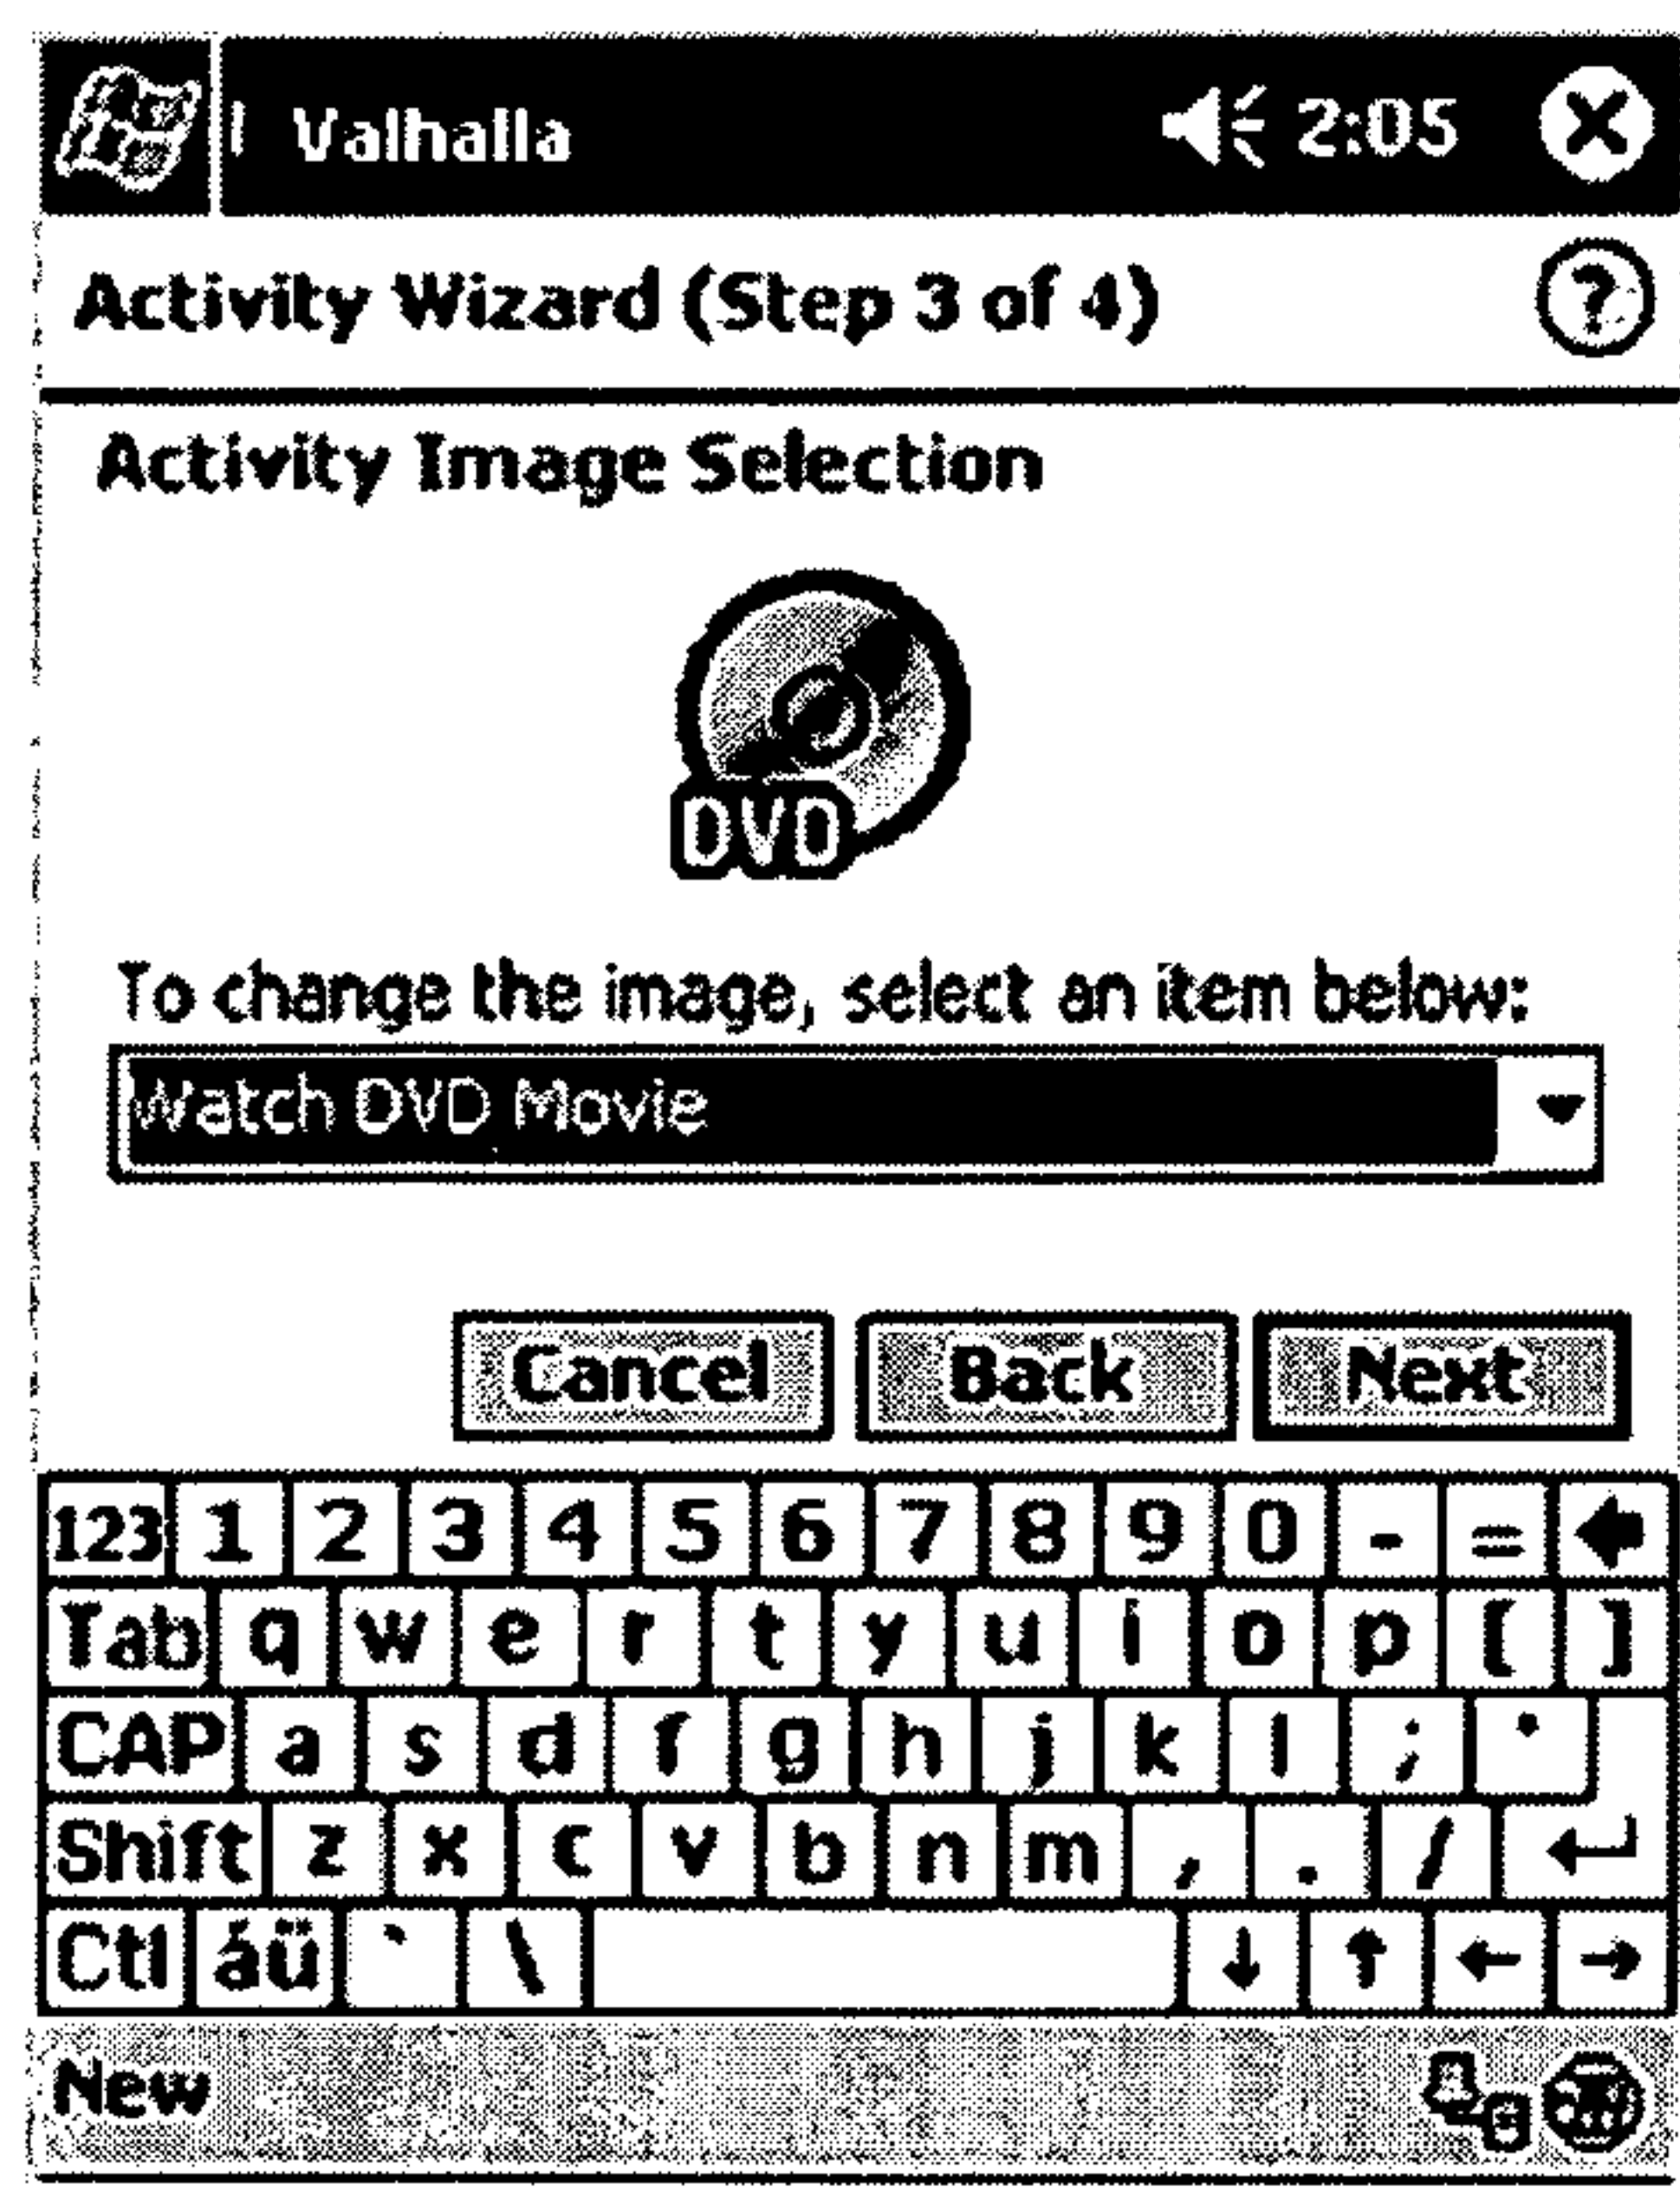 Valhalla 2:05
Activity Wizard (Step 3 of 4) ?
Activity Image Selection
DVD
To change the image, select an item below:
Watch DVD Movie
Cancel Back Next
123 1 2 3 4 5 6 7 8 9 0 - =
Tab q w e r t y u i o p [ ]
CAP a s d f g h j k l ; '
Shift z x c v b n m , . /
Ctl áü ` \
New